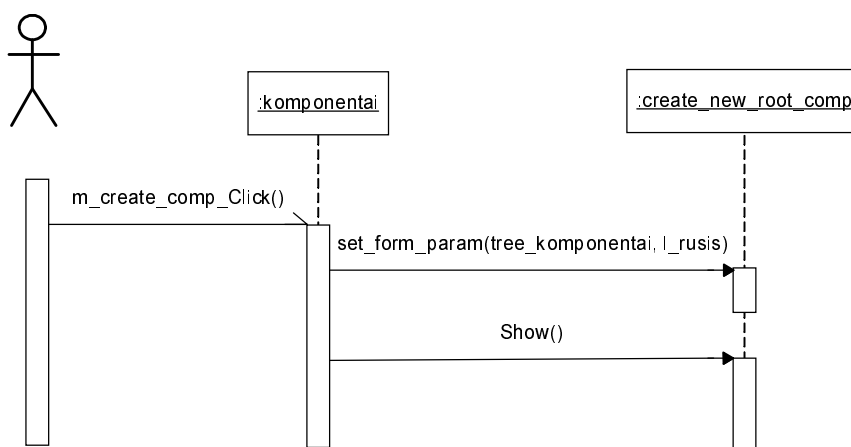 :komponentai
:create_new_root_comp
m_create_comp_Click()
set_form_param(tree_komponentai, l_rusis)
Show()